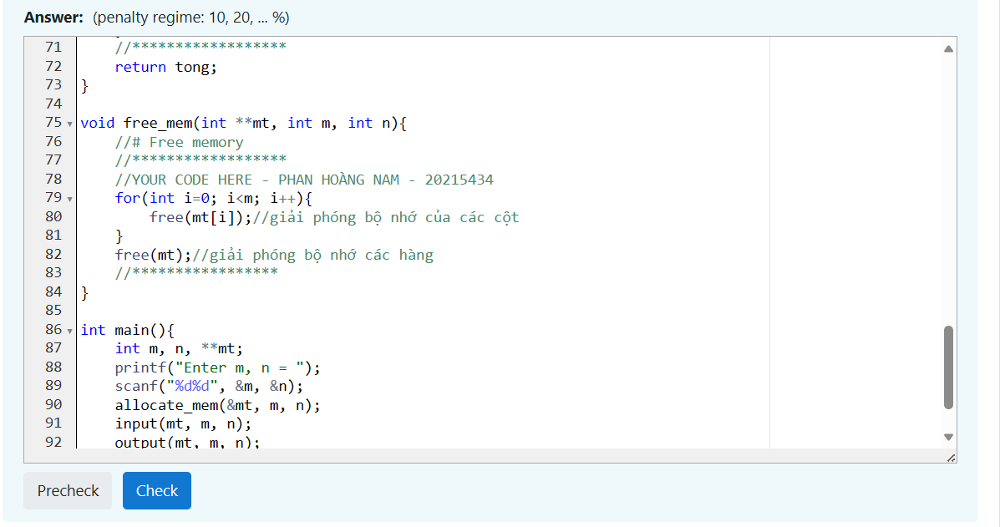 Answer: (penalty regime: 10, 20, ... %)
71 //******************
72 return tong;
73 }
74
75 void free_mem(int **mt, int m, int n){
76 //# Free memory
77 //******************
78 //YOUR CODE HERE - PHAN HOÀNG NAM - 20215434
79 for(int i=0; i<m; i++){
80 free(mt[i]);//giải phóng bộ nhớ của các cột
81 }
82 free(mt);//giải phóng bộ nhớ các hàng
83 //*****************
84 }
85
86 int main(){
87 int m, n, **mt;
88 printf("Enter m, n = ");
89 scanf("%d%d", &m, &n);
90 allocate_mem(&mt, m, n);
91 input(mt, m, n);
92 output(mt, m, n);
Precheck
Check